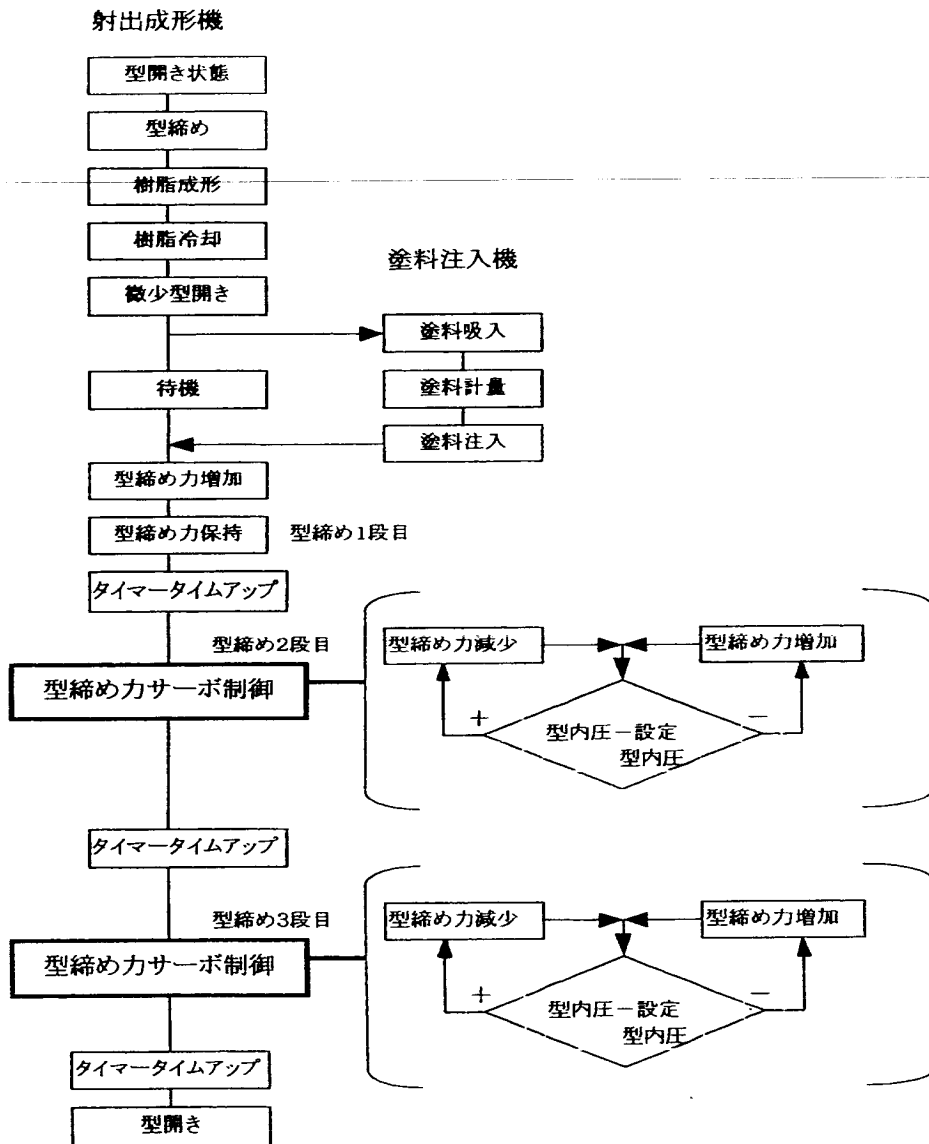 射出成形機
型開き状態
型締め
樹脂成形
樹脂冷却
微少型開き
塗料注入機
塗料吸入
待機
塗料計量
塗料注入
型締め力増加
型締め力保持
型締め1段目
タイマータイムアップ
型締め2段目
型締め力サーボ制御
型締め力減少
型締め力増加
+
−
型内圧−設定
型内圧
タイマータイムアップ
型締め3段目
型締め力サーボ制御
型締め力減少
型締め力増加
+
−
型内圧−設定
型内圧
タイマータイムアップ
型開き